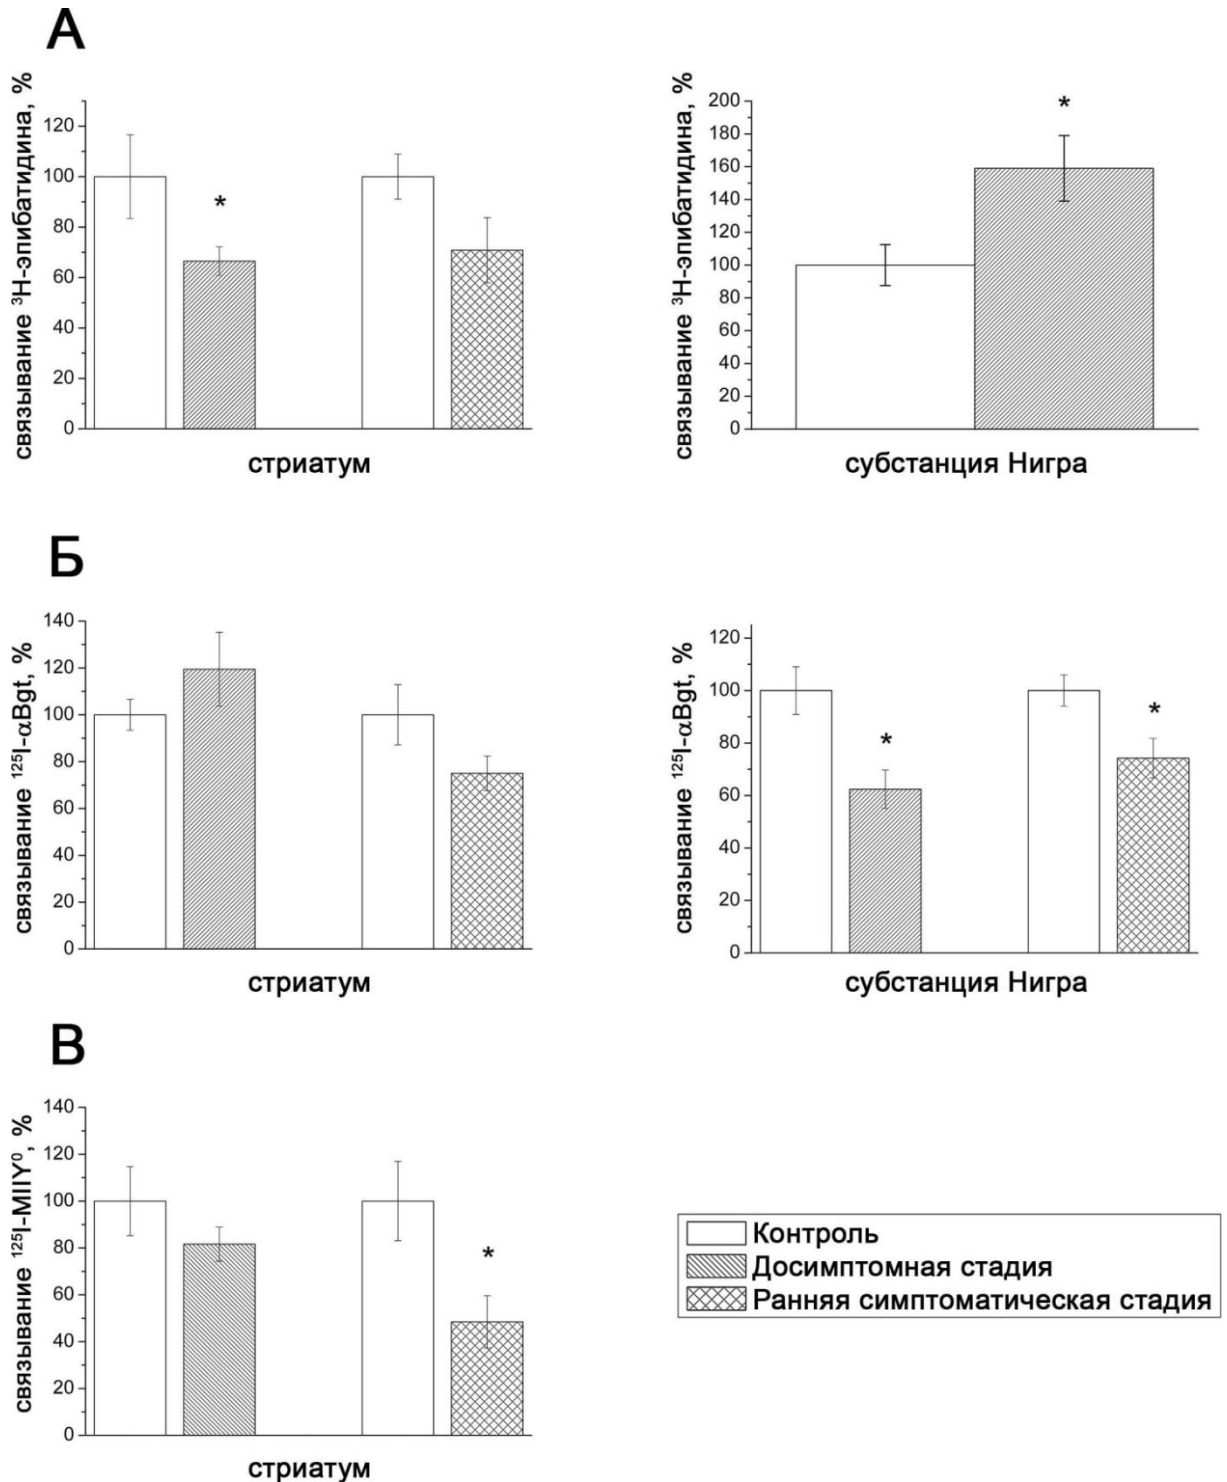 А
связывание ³H-эпибатидина, %
120
100
80
60
40
20
0
*
стриатум
связывание ³H-эпибатидина, %
200
180
160
140
120
100
80
60
40
20
0
*
субстанция Нигра
Б
связывание ¹²⁵I-αBgt, %
140
120
100
80
60
40
20
0
стриатум
связывание ¹²⁵I-αBgt, %
120
100
80
60
40
20
0
*
*
субстанция Нигра
В
связывание ¹²⁵I-MIIY⁰, %
140
120
100
80
60
40
20
0
*
стриатум
Контроль
Досимптомная стадия
Ранняя симптоматическая стадия